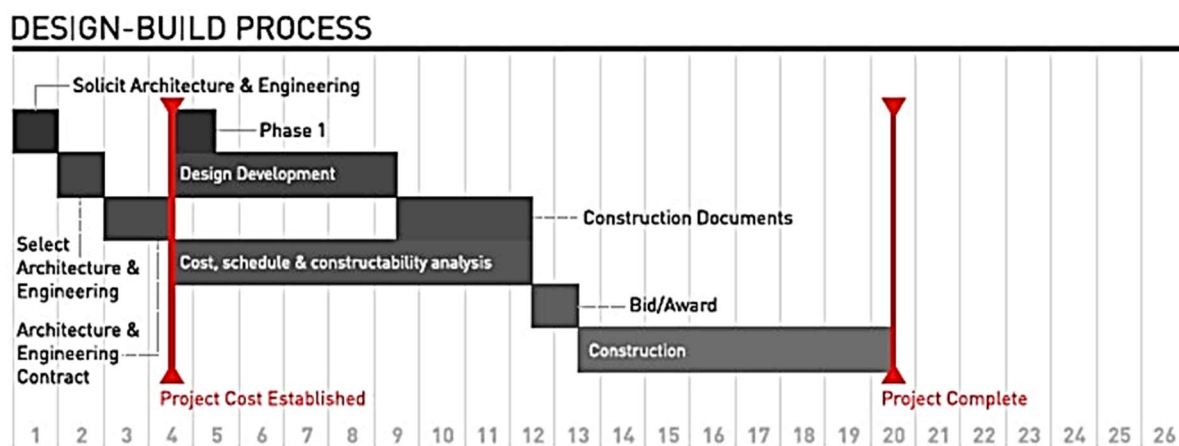 DESIGN-BUILD PROCESS
Solicit Architecture & Engineering
Phase 1
Design Development
Construction Documents
Select
Architecture &
Engineering
Cost, schedule & constructability analysis
Bid/Award
Architecture &
Engineering
Contract
Construction
Project Cost Established
Project Complete
1 2 3 4 5 6 7 8 9 10 11 12 13 14 15 16 17 18 19 20 21 22 23 24 25 26